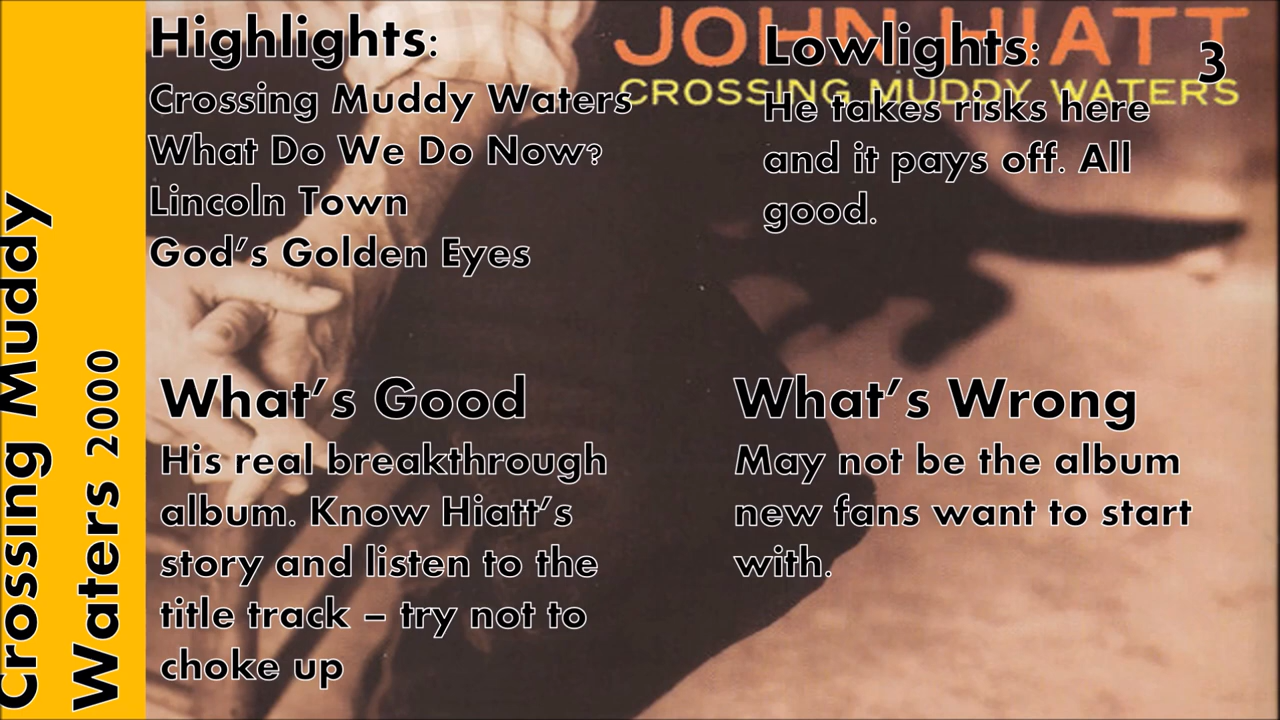 Crossing Muddy
Waters 2000
Highlights:
Crossing Muddy Waters
What Do We Do Now?
Lincoln Town
God’s Golden Eyes
JOHN HIATT
CROSSING MUDDY WATERS
Lowlights:
3
He takes risks here
and it pays off. All
good.
What’s Good
His real breakthrough
album. Know Hiatt’s
story and listen to the
title track – try not to
choke up
What’s Wrong
May not be the album
new fans want to start
with.